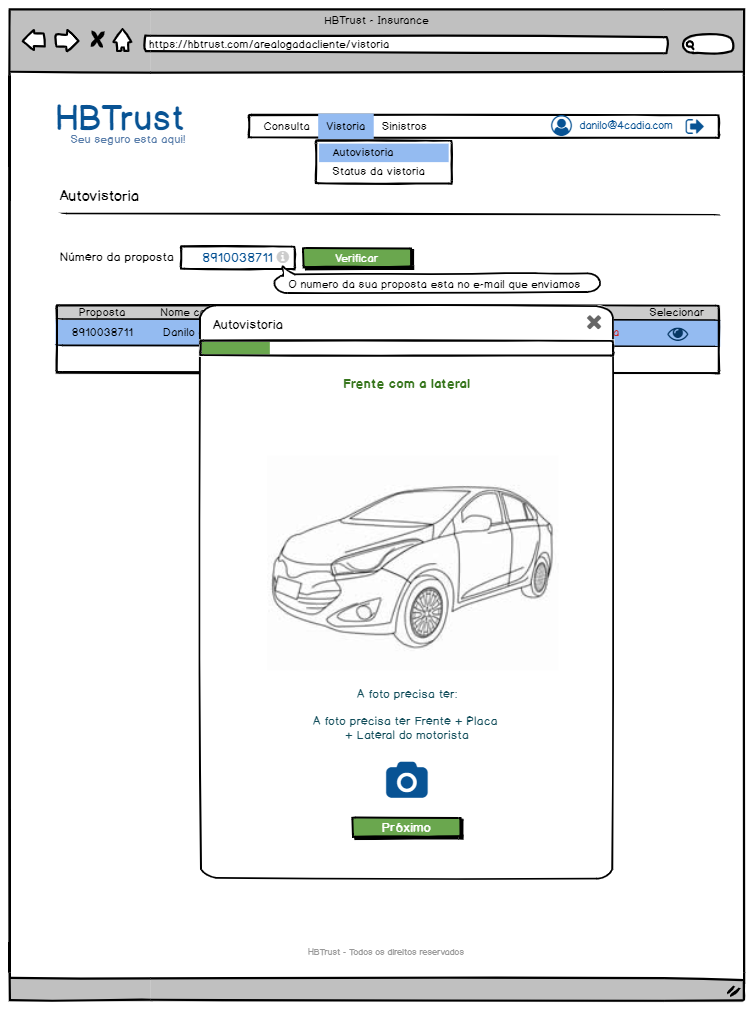 HBTrust - Insurance
https://hbtrust.com/arealogadacliente/vistoria
HBTrust
Seu seguro esta aqui!
Consulta Vistoria Sinistros danilo@4cadia.com
Autovistoria
Status da vistoria
Autovistoria
Número da proposta 8910038711 Verificar
O numero da sua proposta esta no e-mail que enviamos
Proposta Nome Selecionar
8910038711 Danilo
Autovistoria
Frente com a lateral
A foto precisa ter:
A foto precisa ter Frente + Placa
+ Lateral do motorista
Próximo
HBTrust - Todos os direitos reservados